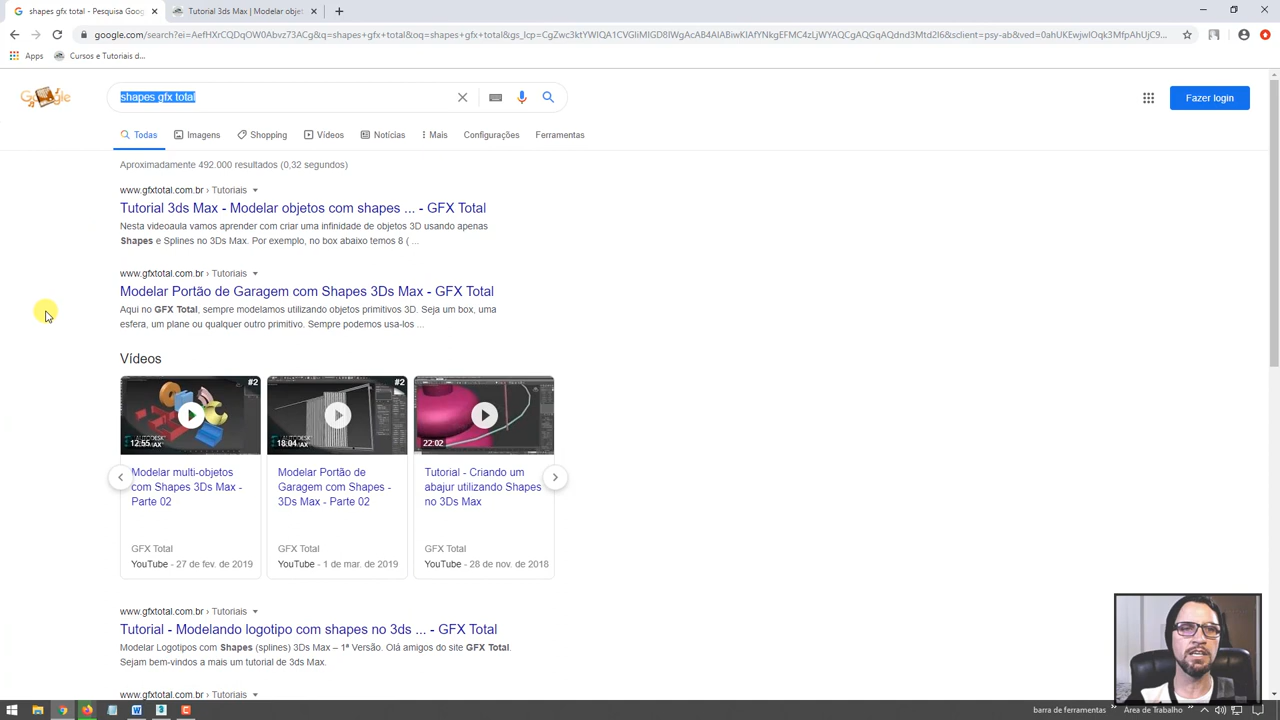 shapes gfx total - Pesquisa Goog
Tutorial 3ds Max | Modelar obje
google.com/search?ei=AefHXrCQDqOW0Abvz73ACg&q=shapes+gfx+total&oq=shapes+gfx+total&gs_lcp=CgZwc3ktYWIQA1CVGliMIGD8IWgAcAB4AIABiwKIAfYNkgEFMC4zLjWYAQCgAQGqAQdnd3Mtd2l6&sclient=psy-ab&ved=0ahUKEwjwIOqk3MfpAhUjC9...
Apps
Cursos e Tutoriais d...
Google
shapes gfx total
Fazer login
Todas
Imagens
Shopping
Vídeos
Notícias
Mais
Configurações
Ferramentas
Aproximadamente 492.000 resultados (0,32 segundos)
www.gfxtotal.com.br › Tutoriais
Tutorial 3ds Max - Modelar objetos com shapes ... - GFX Total
Nesta videoaula vamos aprender com criar uma infinidade de objetos 3D usando apenas
Shapes e Splines no 3Ds Max. Por exemplo, no box abaixo temos 8 ( ...
www.gfxtotal.com.br › Tutoriais
Modelar Portão de Garagem com Shapes 3Ds Max - GFX Total
Aqui no GFX Total, sempre modelamos utilizando objetos primitivos 3D. Seja um box, uma
esfera, um plane ou qualquer outro primitivo. Sempre podemos usa-los ...
Vídeos
#2
12:55
#2
18:04
22:02
Modelar multi-objetos
com Shapes 3Ds Max -
Parte 02
GFX Total
YouTube - 27 de fev. de 2019
Modelar Portão de
Garagem com Shapes -
3Ds Max - Parte 02
GFX Total
YouTube - 1 de mar. de 2019
Tutorial - Criando um
abajur utilizando Shapes
no 3Ds Max
GFX Total
YouTube - 28 de nov. de 2018
www.gfxtotal.com.br › Tutoriais
Tutorial - Modelando logotipo com shapes no 3ds ... - GFX Total
Modelar Logotipos com Shapes (splines) 3Ds Max – 1ª Versão. Olá amigos do site GFX Total.
Sejam bem-vindos a mais um tutorial de 3ds Max.
www.gfxtotal.com.br › Tutoriais
barra de ferramentas
Área de Trabalho